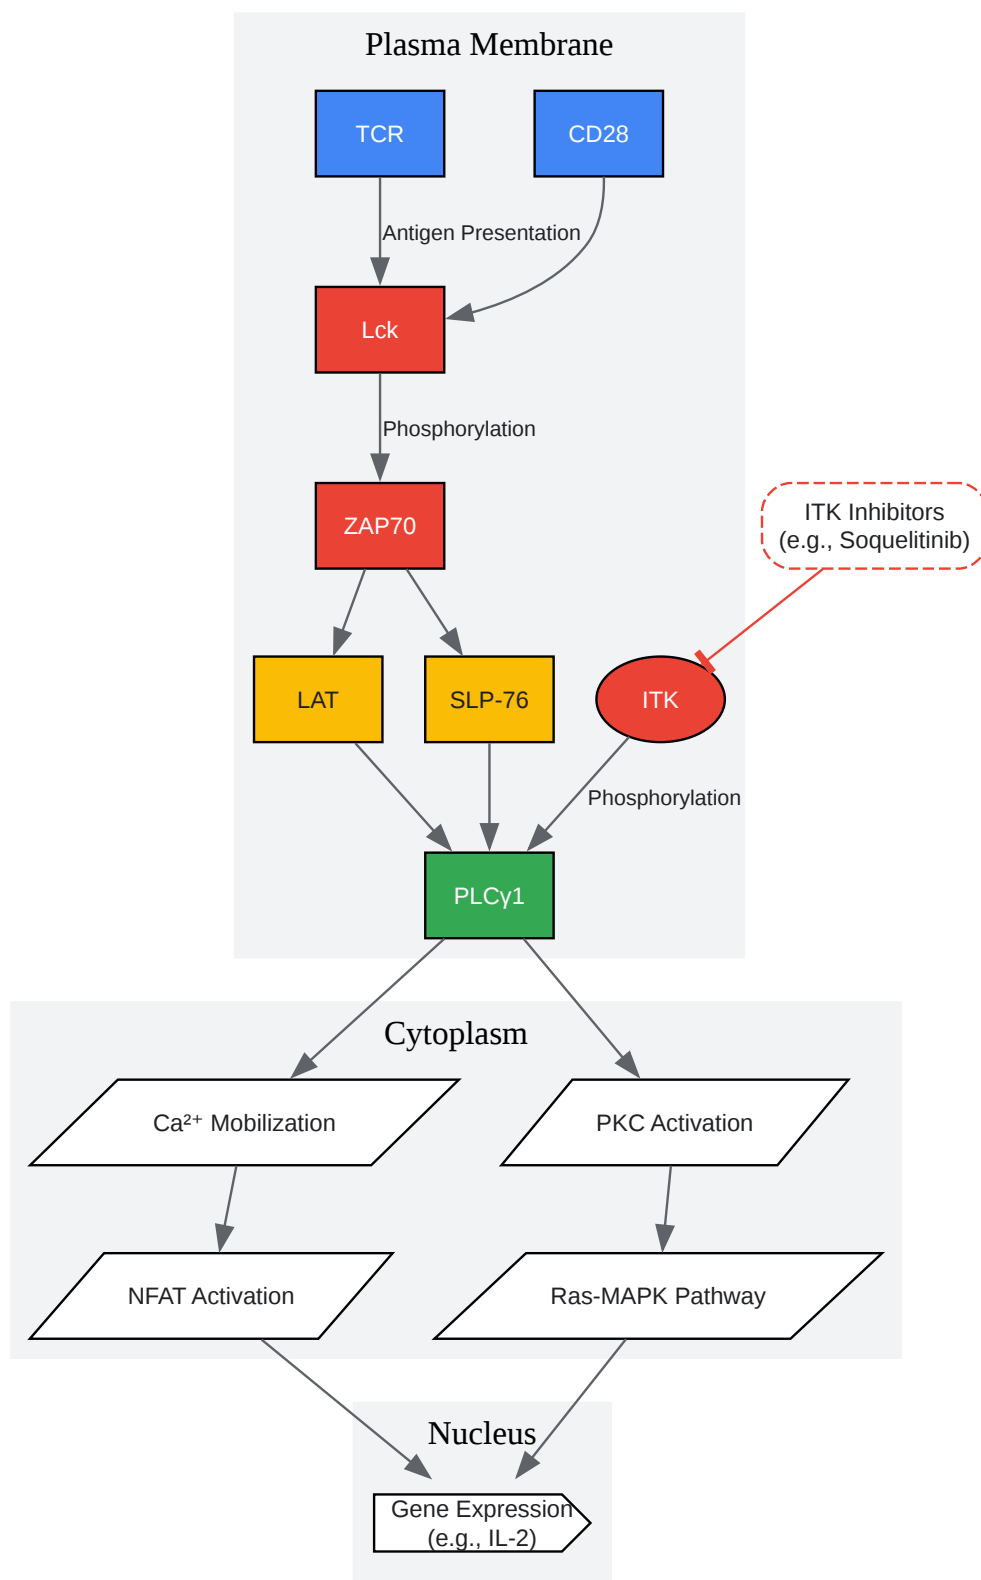 Plasma Membrane
TCR
CD28
Antigen Presentation
Lck
Phosphorylation
ZAP70
ITK Inhibitors
(e.g., Soquelitinib)
LAT
SLP-76
ITK
Phosphorylation
PLCγ1
Cytoplasm
Ca²⁺ Mobilization
PKC Activation
NFAT Activation
Ras-MAPK Pathway
Nucleus
Gene Expression
(e.g., IL-2)